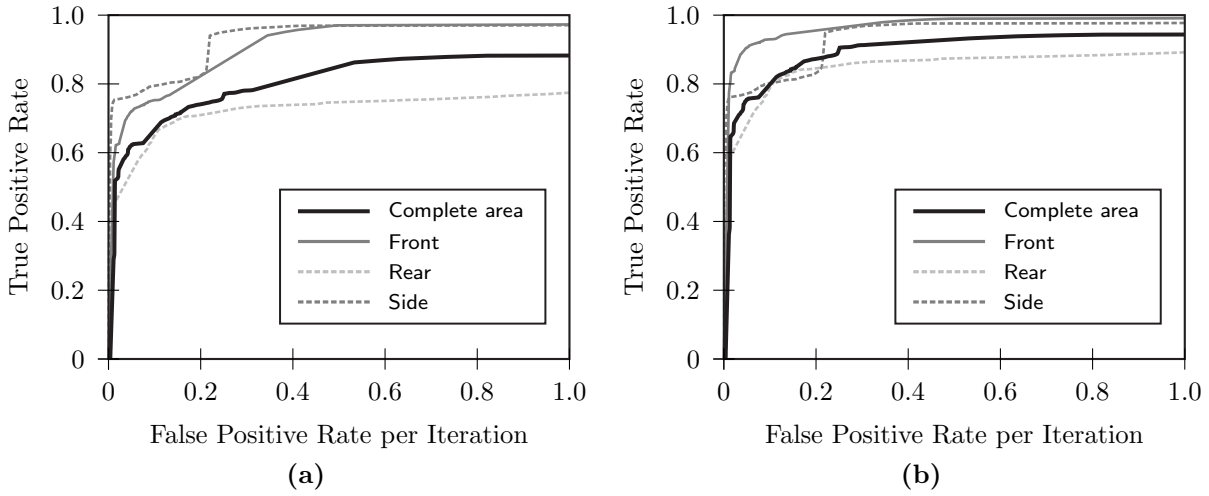 1.0
0.8
0.6
0.4
0.2
0
True Positive Rate
Complete area
Front
Rear
Side
0 0.2 0.4 0.6 0.8 1.0
False Positive Rate per Iteration
(a)
1.0
0.8
0.6
0.4
0.2
0
True Positive Rate
Complete area
Front
Rear
Side
0 0.2 0.4 0.6 0.8 1.0
False Positive Rate per Iteration
(b)